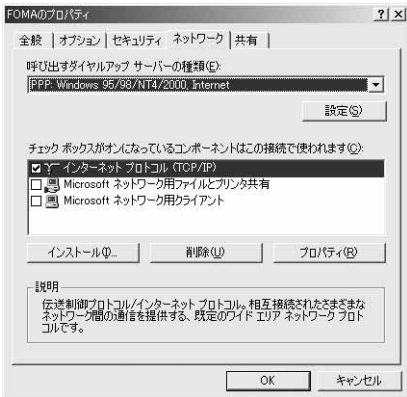 FOMAのプロパティ
全般 オプション セキュリティ ネットワーク 共有
呼び出すダイヤルアップ サーバーの種類(E):
PPP: Windows 95/98/NT4/2000, Internet
設定(S)
チェック ボックスがオンになっているコンポーネントはこの接続で使われます(C):
インターネット プロトコル (TCP/IP)
Microsoft ネットワーク用ファイルとプリンタ共有
Microsoft ネットワーク用クライアント
インストール(I)... 削除(U) プロパティ(R)
説明
伝送制御プロトコル/インターネット プロトコル。相互接続されたさまざまな
ネットワーク間の通信を提供する、既定のワイド エリア ネットワーク プロト
コルです。
OK キャンセル